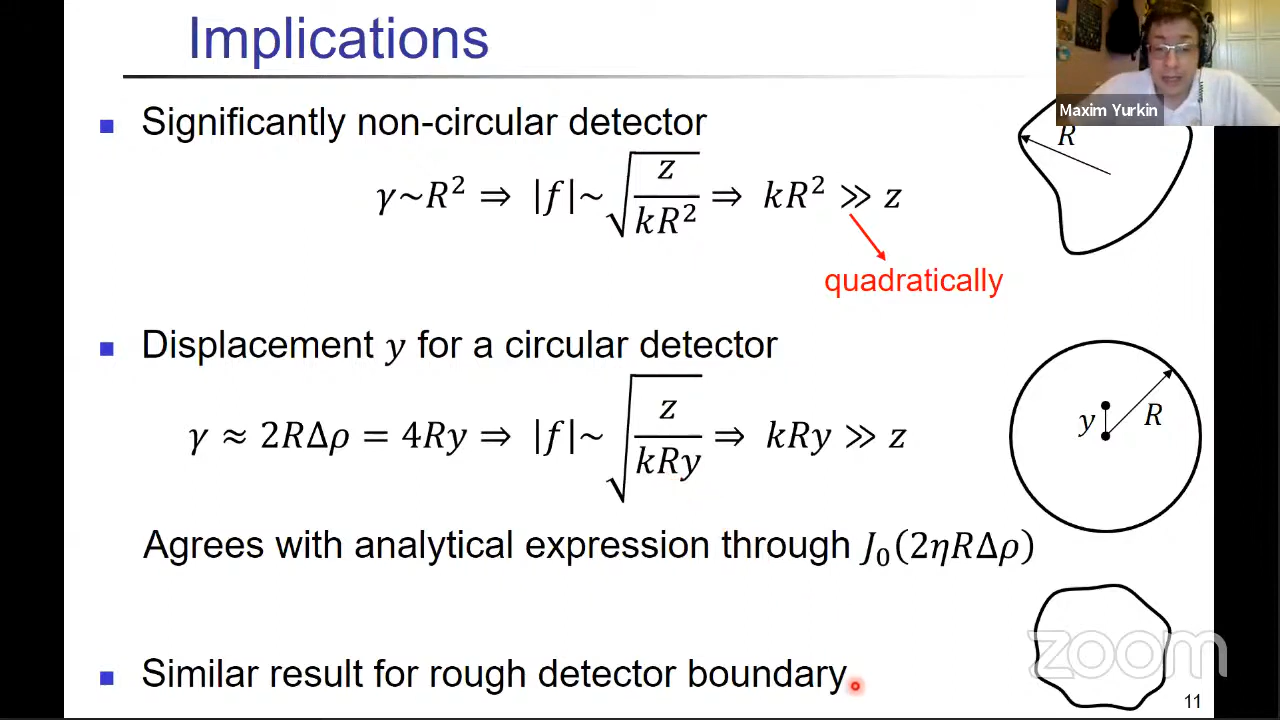 Implications
Maxim Yurkin
Significantly non-circular detector
R
γ~R² ⇒ |f|~√(z/kR²) ⇒ kR² ≫ z
quadratically
Displacement y for a circular detector
γ ≈ 2RΔρ = 4Ry ⇒ |f|~√(z/kRy) ⇒ kRy ≫ z
y R
Agrees with analytical expression through J₀(2ηRΔρ)
Similar result for rough detector boundary
zoom
11